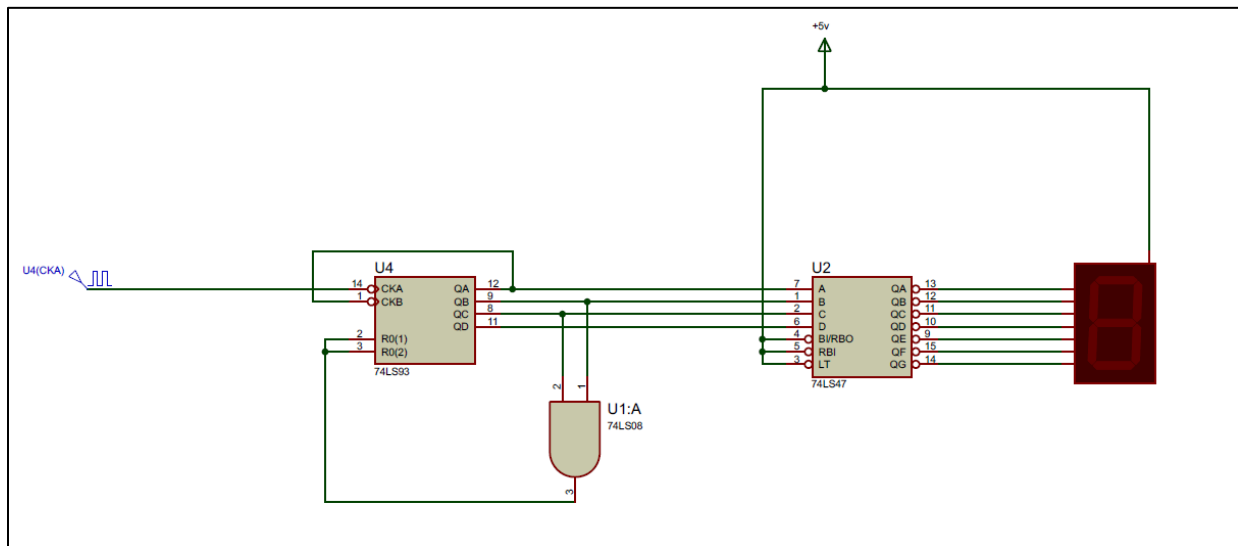 +5v
U4(CKA)
U4
14 CKA QA 12
1 CKB QB 9
QC 8
QD 11
2 R0(1)
3 R0(2)
74LS93
2 1
U1:A
74LS08
3
U2
7 A QA 13
1 B QB 12
2 C QC 11
6 D QD 10
4 BI/RBO QE 9
5 RBI QF 15
3 LT QG 14
74LS47